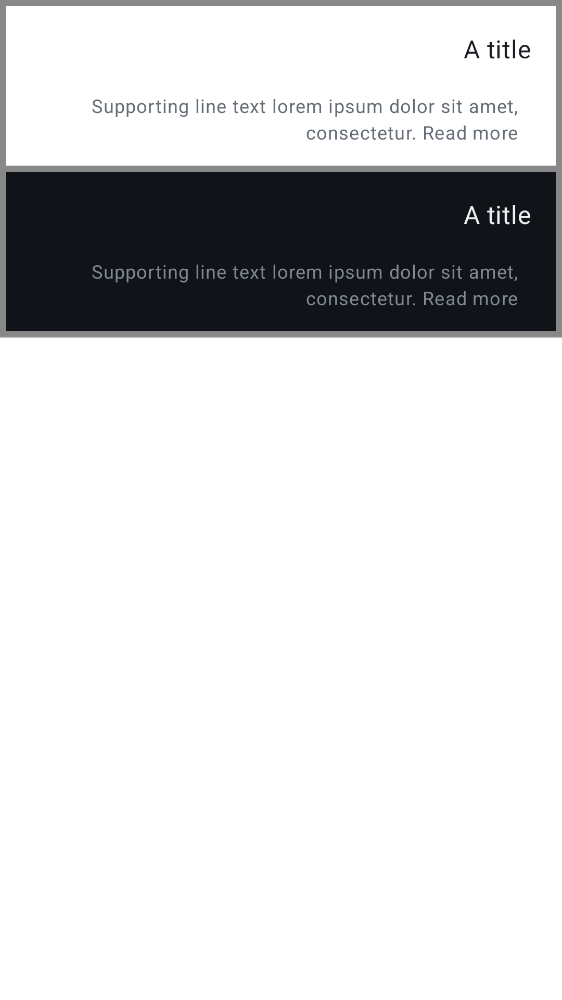 A title
Supporting line text lorem ipsum dolor sit amet,
consectetur. Read more
A title
Supporting line text lorem ipsum dolor sit amet,
consectetur. Read more